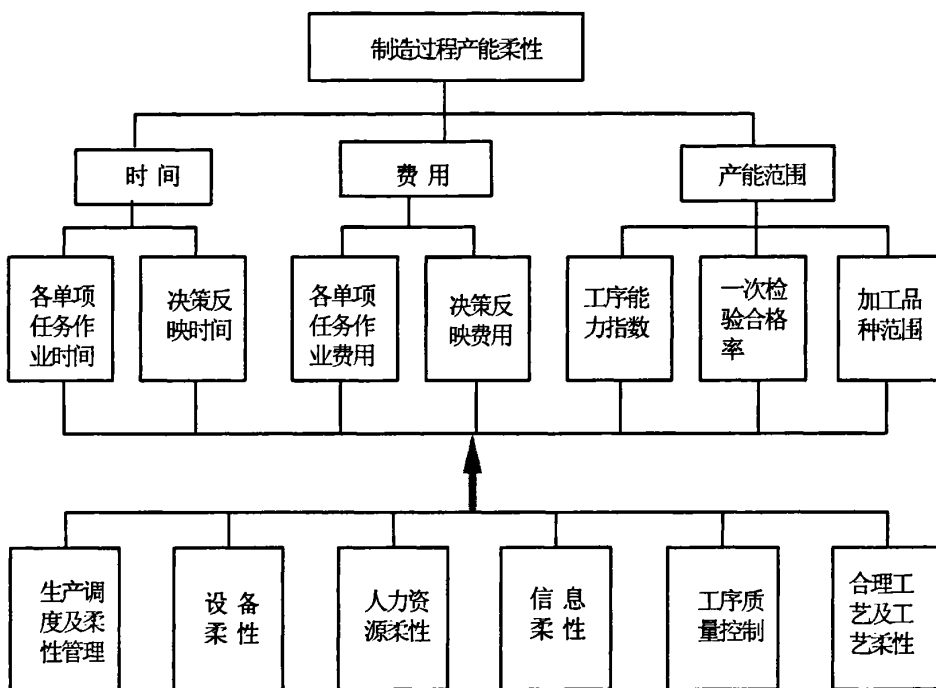 制造过程产能柔性
时 间
费 用
产能范围
各单项
任务作
业时间
决策反
映时间
各单项
任务作
业费用
决策反
映费用
工序能
力指数
一次检
验合格
率
加工品
种范围
生产调
度及柔
性管理
设 备
柔 性
人力资
源柔性
信 息
柔 性
工序质
量控制
合理工
艺及工
艺柔性